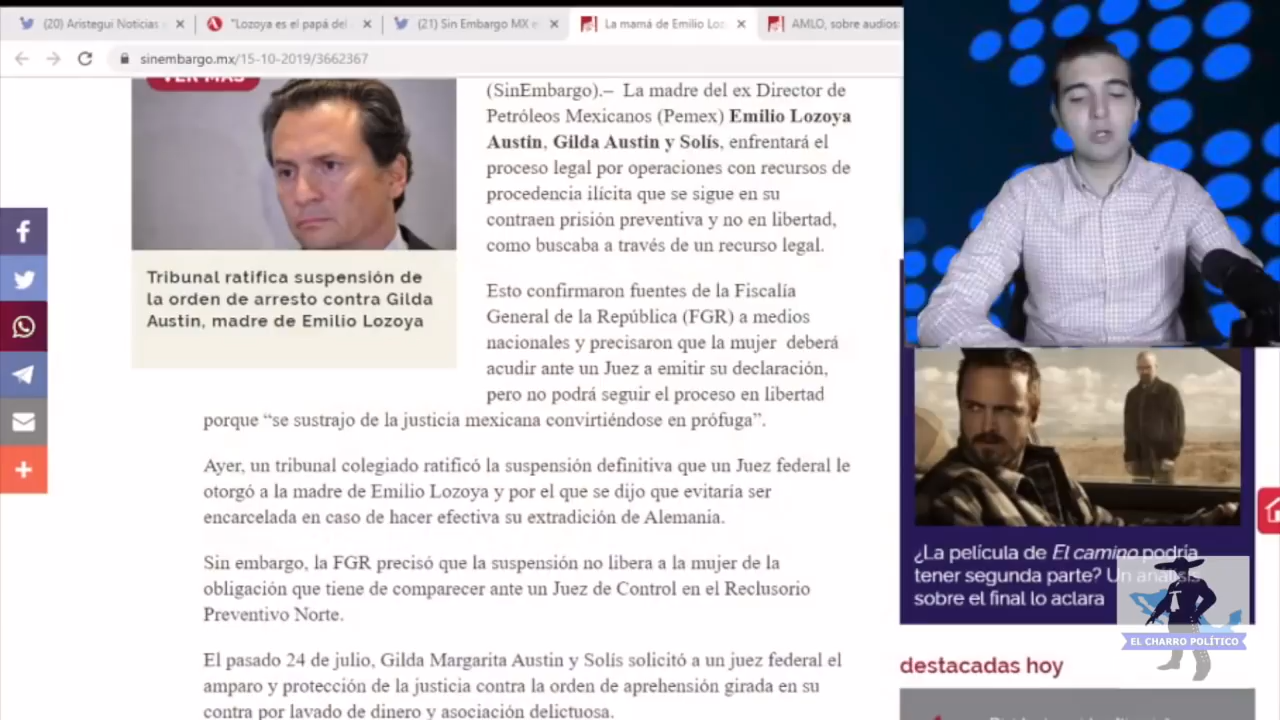 (20) Aristegui Noticias
"Lozoya es el papá del
(21) Sin Embargo MX e
La mamá de Emilio Loz
AMLO, sobre audios:
sinembargo.mx/15-10-2019/3662367
VER MÁS
Tribunal ratifica suspensión de
la orden de arresto contra Gilda
Austin, madre de Emilio Lozoya
(SinEmbargo).– La madre del ex Director de
Petróleos Mexicanos (Pemex) Emilio Lozoya
Austin, Gilda Austin y Solís, enfrentará el
proceso legal por operaciones con recursos de
procedencia ilícita que se sigue en su
contraen prisión preventiva y no en libertad,
como buscaba a través de un recurso legal.
Esto confirmaron fuentes de la Fiscalía
General de la República (FGR) a medios
nacionales y precisaron que la mujer deberá
acudir ante un Juez a emitir su declaración,
pero no podrá seguir el proceso en libertad
porque “se sustrajo de la justicia mexicana convirtiéndose en prófuga”.
Ayer, un tribunal colegiado ratificó la suspensión definitiva que un Juez federal le
otorgó a la madre de Emilio Lozoya y por el que se dijo que evitaría ser
encarcelada en caso de hacer efectiva su extradición de Alemania.
Sin embargo, la FGR precisó que la suspensión no libera a la mujer de la
obligación que tiene de comparecer ante un Juez de Control en el Reclusorio
Preventivo Norte.
El pasado 24 de julio, Gilda Margarita Austin y Solís solicitó a un juez federal el
amparo y protección de la justicia contra la orden de aprehensión girada en su
contra por lavado de dinero y asociación delictuosa.
¿La película de El camino podría
tener segunda parte? Un análisis
sobre el final lo aclara
EL CHARRO POLÍTICO
destacadas hoy